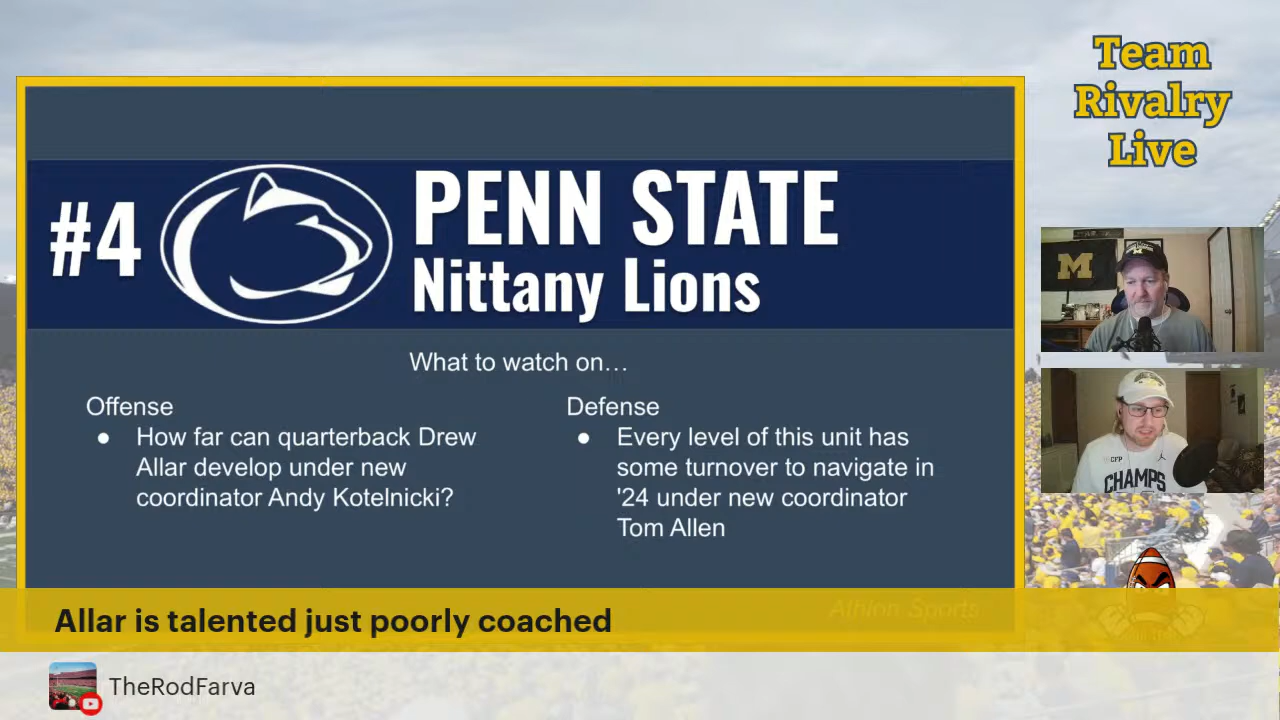 Team
Rivalry
Live
#4
PENN STATE
Nittany Lions
What to watch on...
Offense
● How far can quarterback Drew
Allar develop under new
coordinator Andy Kotelnicki?
Defense
● Every level of this unit has
some turnover to navigate in
'24 under new coordinator
Tom Allen
Athlon Sports
M
CFP
CHAMPS
Allar is talented just poorly coached
TheRodFarva